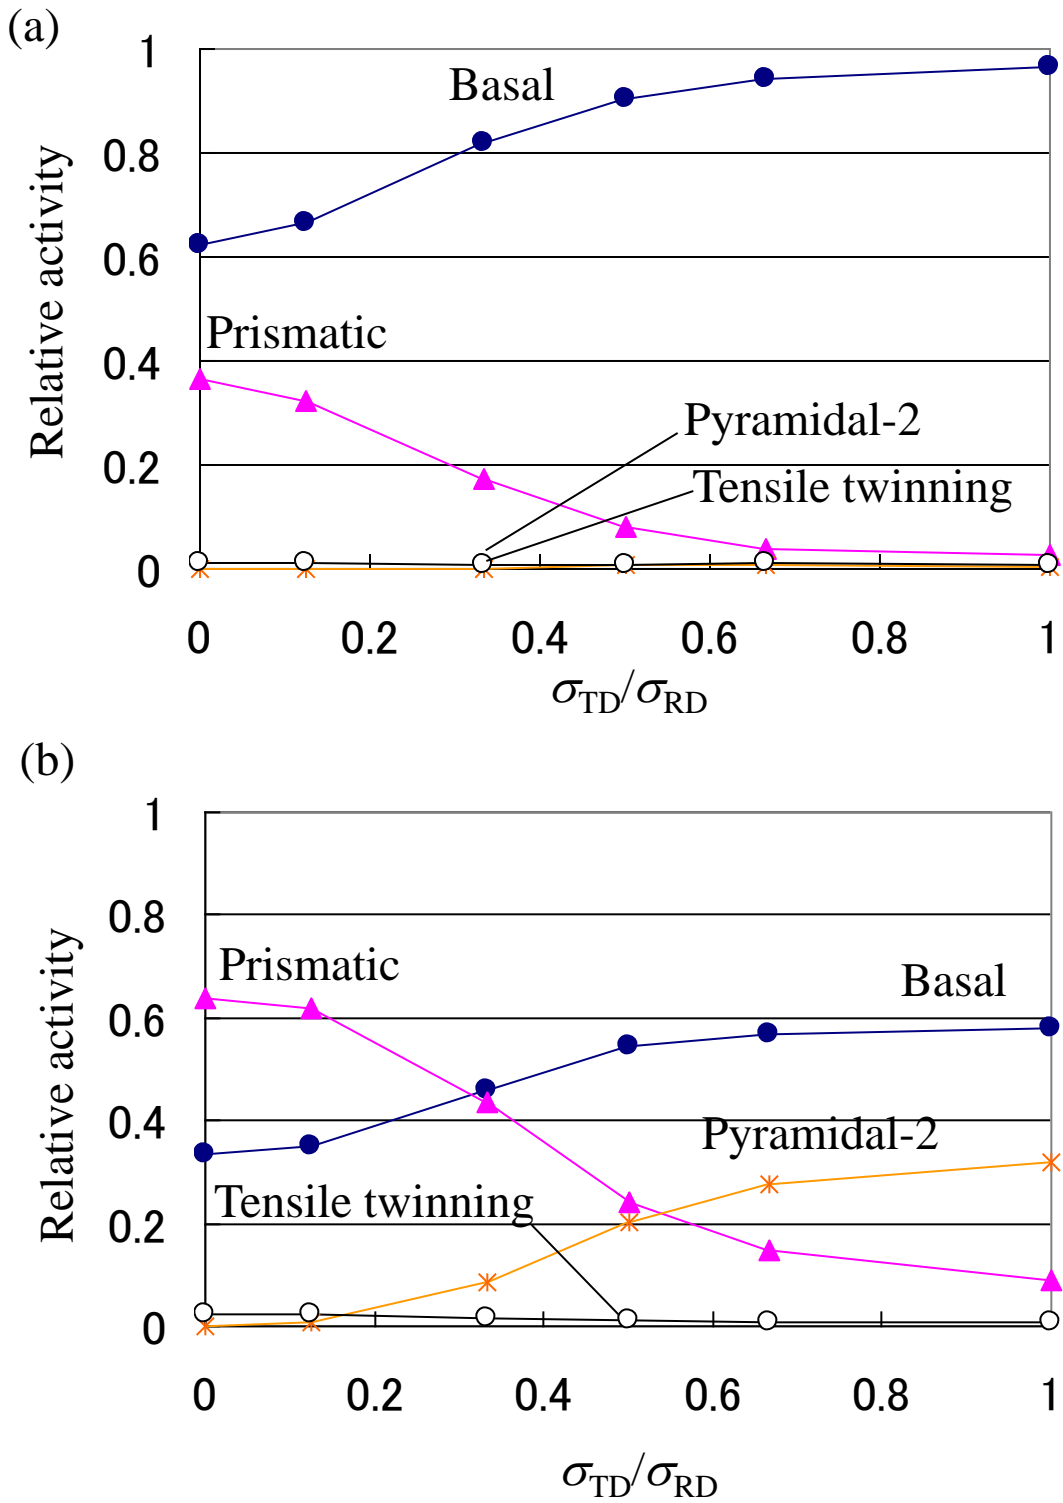 (a)
1
Basal
0.8
0.6
Prismatic
0.4
Pyramidal-2
0.2
Tensile twinning
0
Relative activity
0 0.2 0.4 0.6 0.8 1
σTD/σRD
(b)
1
0.8
Prismatic
Basal
0.6
0.4
Pyramidal-2
Tensile twinning
0.2
0
Relative activity
0 0.2 0.4 0.6 0.8 1
σTD/σRD